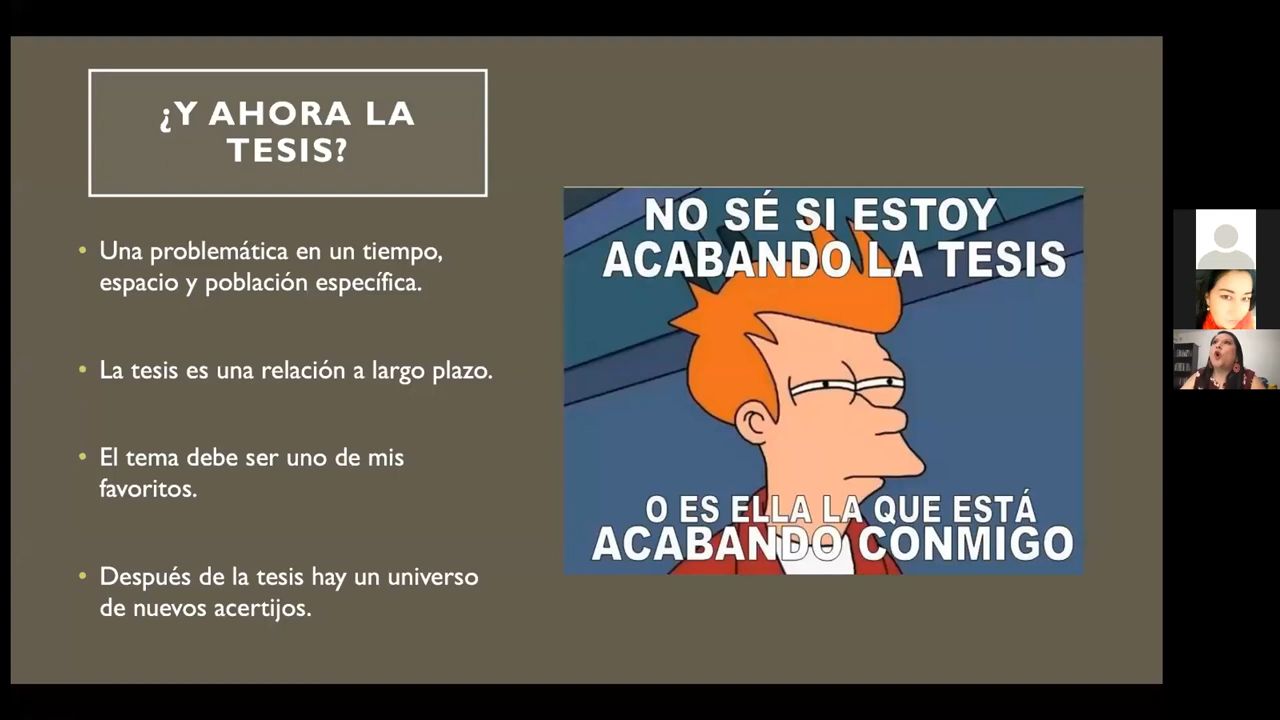 ¿Y AHORA LA
TESIS?
• Una problemática en un tiempo,
espacio y población específica.
• La tesis es una relación a largo plazo.
• El tema debe ser uno de mis
favoritos.
• Después de la tesis hay un universo
de nuevos acertijos.
NO SÉ SI ESTOY
ACABANDO LA TESIS
O ES ELLA LA QUE ESTÁ
ACABANDO CONMIGO